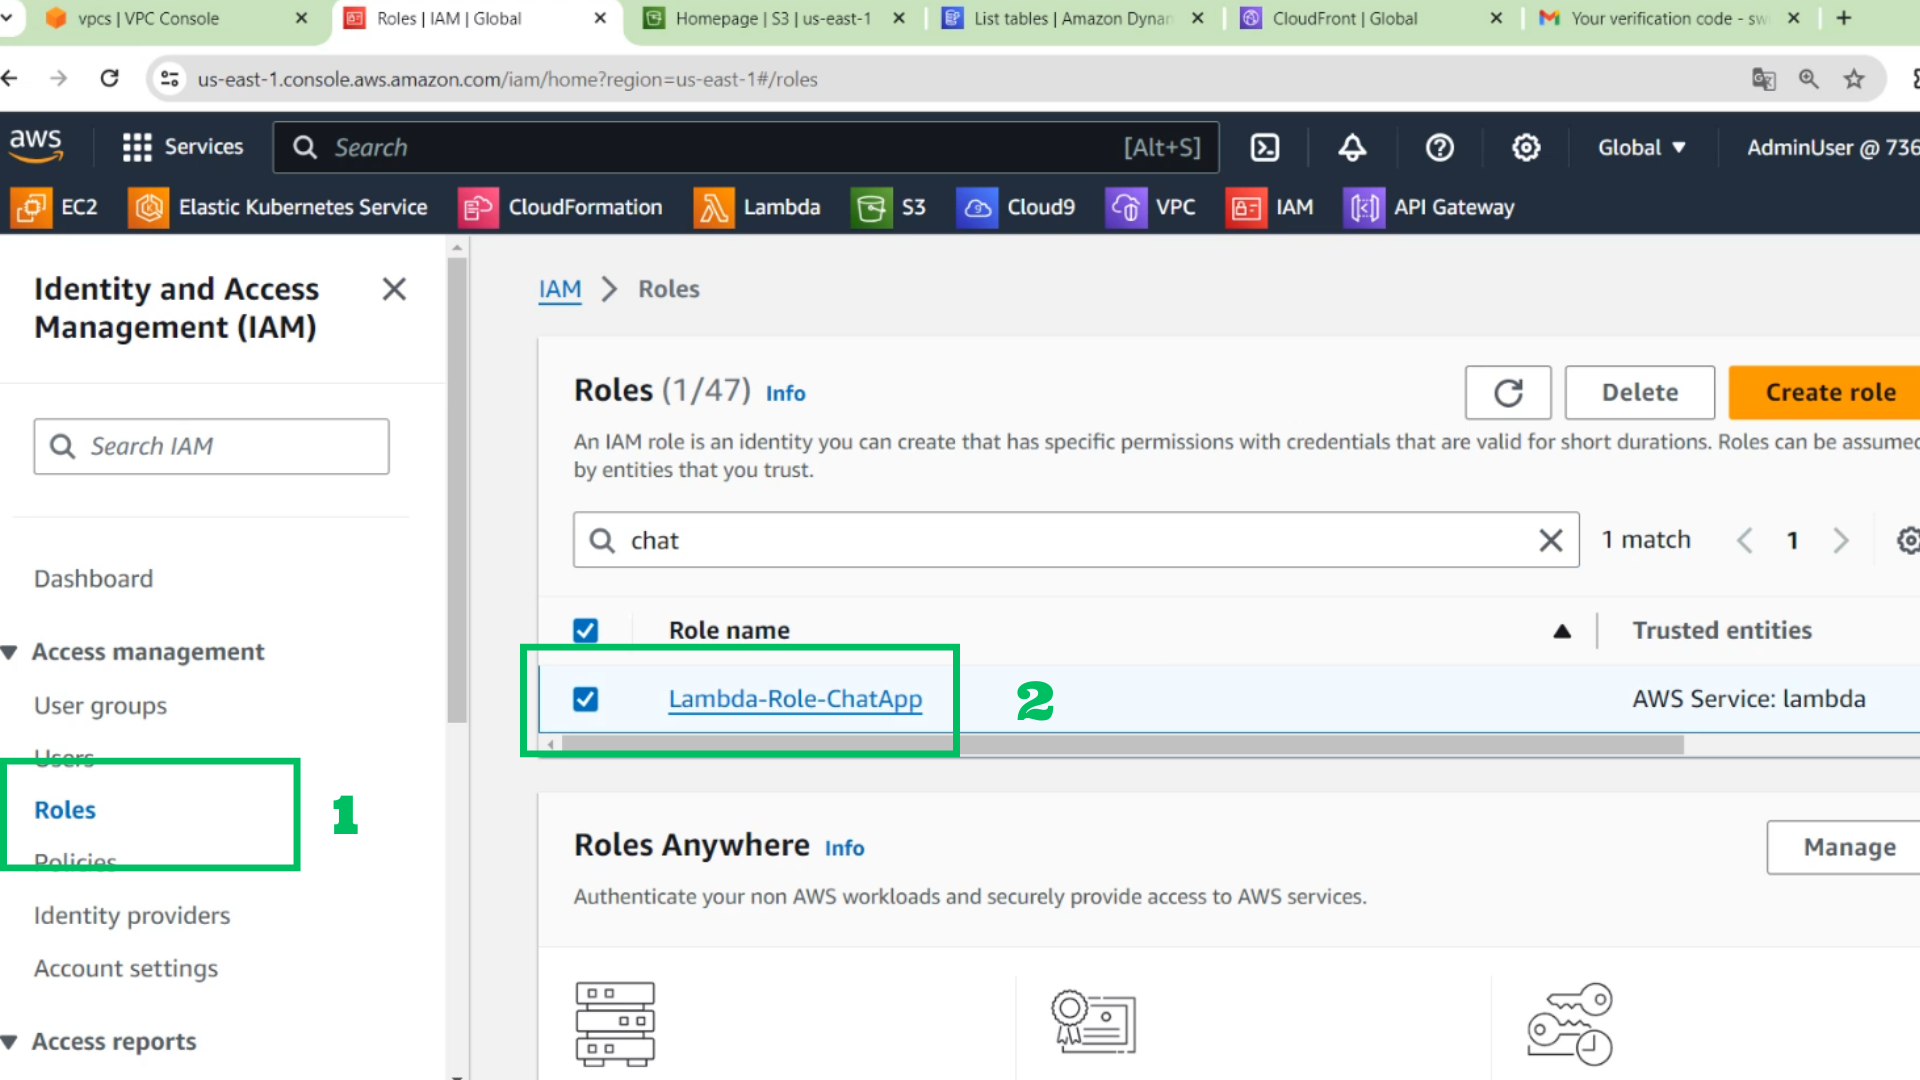 vpcs | VPC Console
Roles | IAM | Global
Homepage | S3 | us-east-1
List tables | Amazon Dynam
CloudFront | Global
Your verification code - sw
us-east-1.console.aws.amazon.com/iam/home?region=us-east-1#/roles
aws
Services
Search
[Alt+S]
Global
AdminUser @ 736
EC2
Elastic Kubernetes Service
CloudFormation
Lambda
S3
Cloud9
VPC
IAM
API Gateway
Identity and Access
Management (IAM)
Search IAM
Dashboard
Access management
User groups
Users
Roles
1
Policies
Identity providers
Account settings
Access reports
IAM > Roles
Roles (1/47) Info
Delete
Create role
An IAM role is an identity you can create that has specific permissions with credentials that are valid for short durations. Roles can be assumed
by entities that you trust.
chat
1 match
1
Role name
Trusted entities
Lambda-Role-ChatApp
2
AWS Service: lambda
Roles Anywhere Info
Manage
Authenticate your non AWS workloads and securely provide access to AWS services.